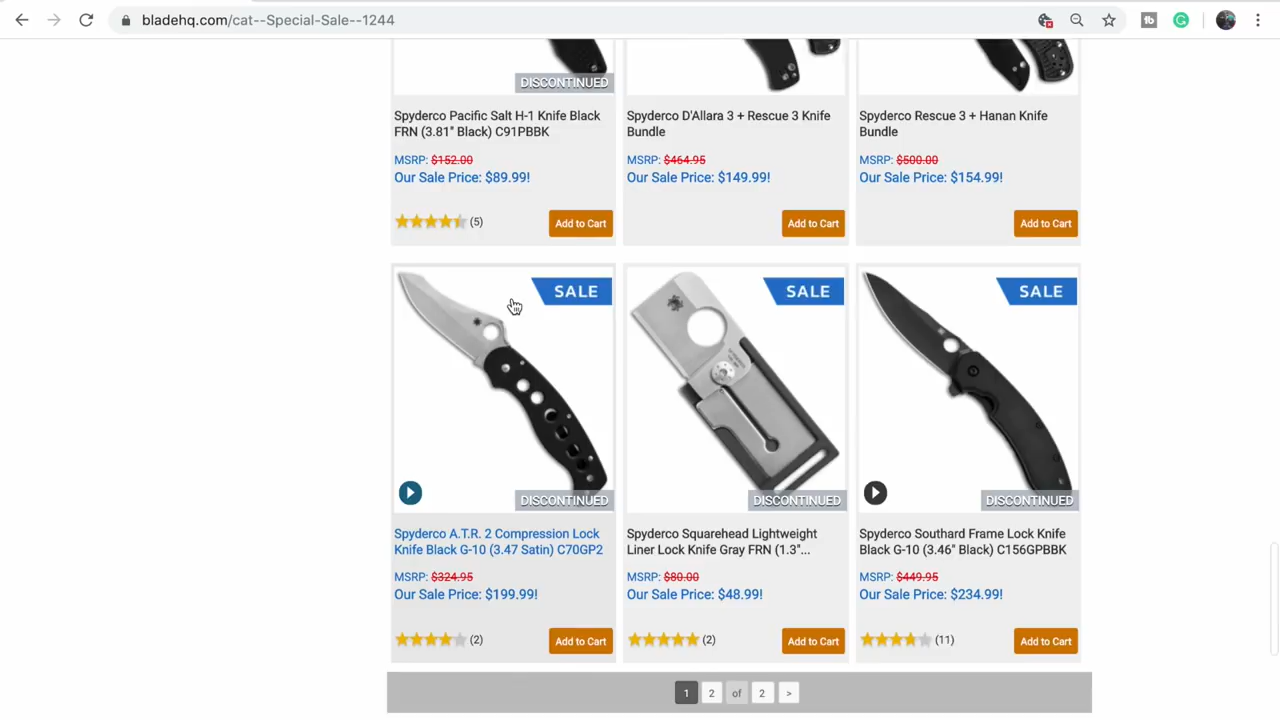 bladehq.com/cat--Special-Sale--1244
DISCONTINUED
Spyderco Pacific Salt H-1 Knife Black
FRN (3.81" Black) C91PBBK
MSRP: $152.00
Our Sale Price: $89.99!
(5)
Add to Cart
Spyderco D'Allara 3 + Rescue 3 Knife
Bundle
MSRP: $464.95
Our Sale Price: $149.99!
Add to Cart
Spyderco Rescue 3 + Hanan Knife
Bundle
MSRP: $500.00
Our Sale Price: $154.99!
Add to Cart
SALE
DISCONTINUED
Spyderco A.T.R. 2 Compression Lock
Knife Black G-10 (3.47 Satin) C70GP2
MSRP: $324.95
Our Sale Price: $199.99!
(2)
Add to Cart
SALE
DISCONTINUED
Spyderco Squarehead Lightweight
Liner Lock Knife Gray FRN (1.3"...
MSRP: $80.00
Our Sale Price: $48.99!
(2)
Add to Cart
SALE
DISCONTINUED
Spyderco Southard Frame Lock Knife
Black G-10 (3.46" Black) C156GPBBK
MSRP: $449.95
Our Sale Price: $234.99!
(11)
Add to Cart
1 2 of 2 >